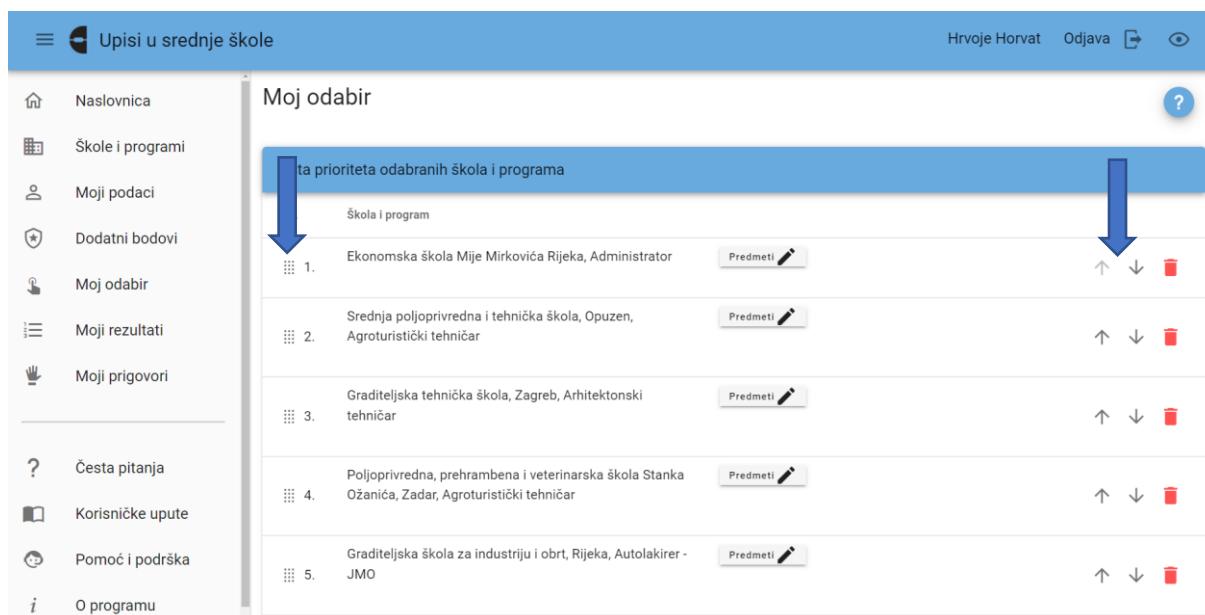 Upisi u srednje škole
Hrvoje Horvat Odjava
Naslovnica
Škole i programi
Moji podaci
Dodatni bodovi
Moj odabir
Moji rezultati
Moji prigovori
? Česta pitanja
Korisničke upute
Pomoć i podrška
i O programu
Moj odabir
?
ta prioriteta odabranih škola i programa
Škola i program
1. Ekonomska škola Mije Mirkovića Rijeka, Administrator Predmeti
2. Srednja poljoprivredna i tehnička škola, Opuzen, Predmeti
Agroturistički tehničar
3. Graditeljska tehnička škola, Zagreb, Arhitektonski Predmeti
tehničar
4. Poljoprivredna, prehrambena i veterinarska škola Stanka Predmeti
Ožanića, Zadar, Agroturistički tehničar
5. Graditeljska škola za industriju i obrt, Rijeka, Autolakirer - Predmeti
JMO